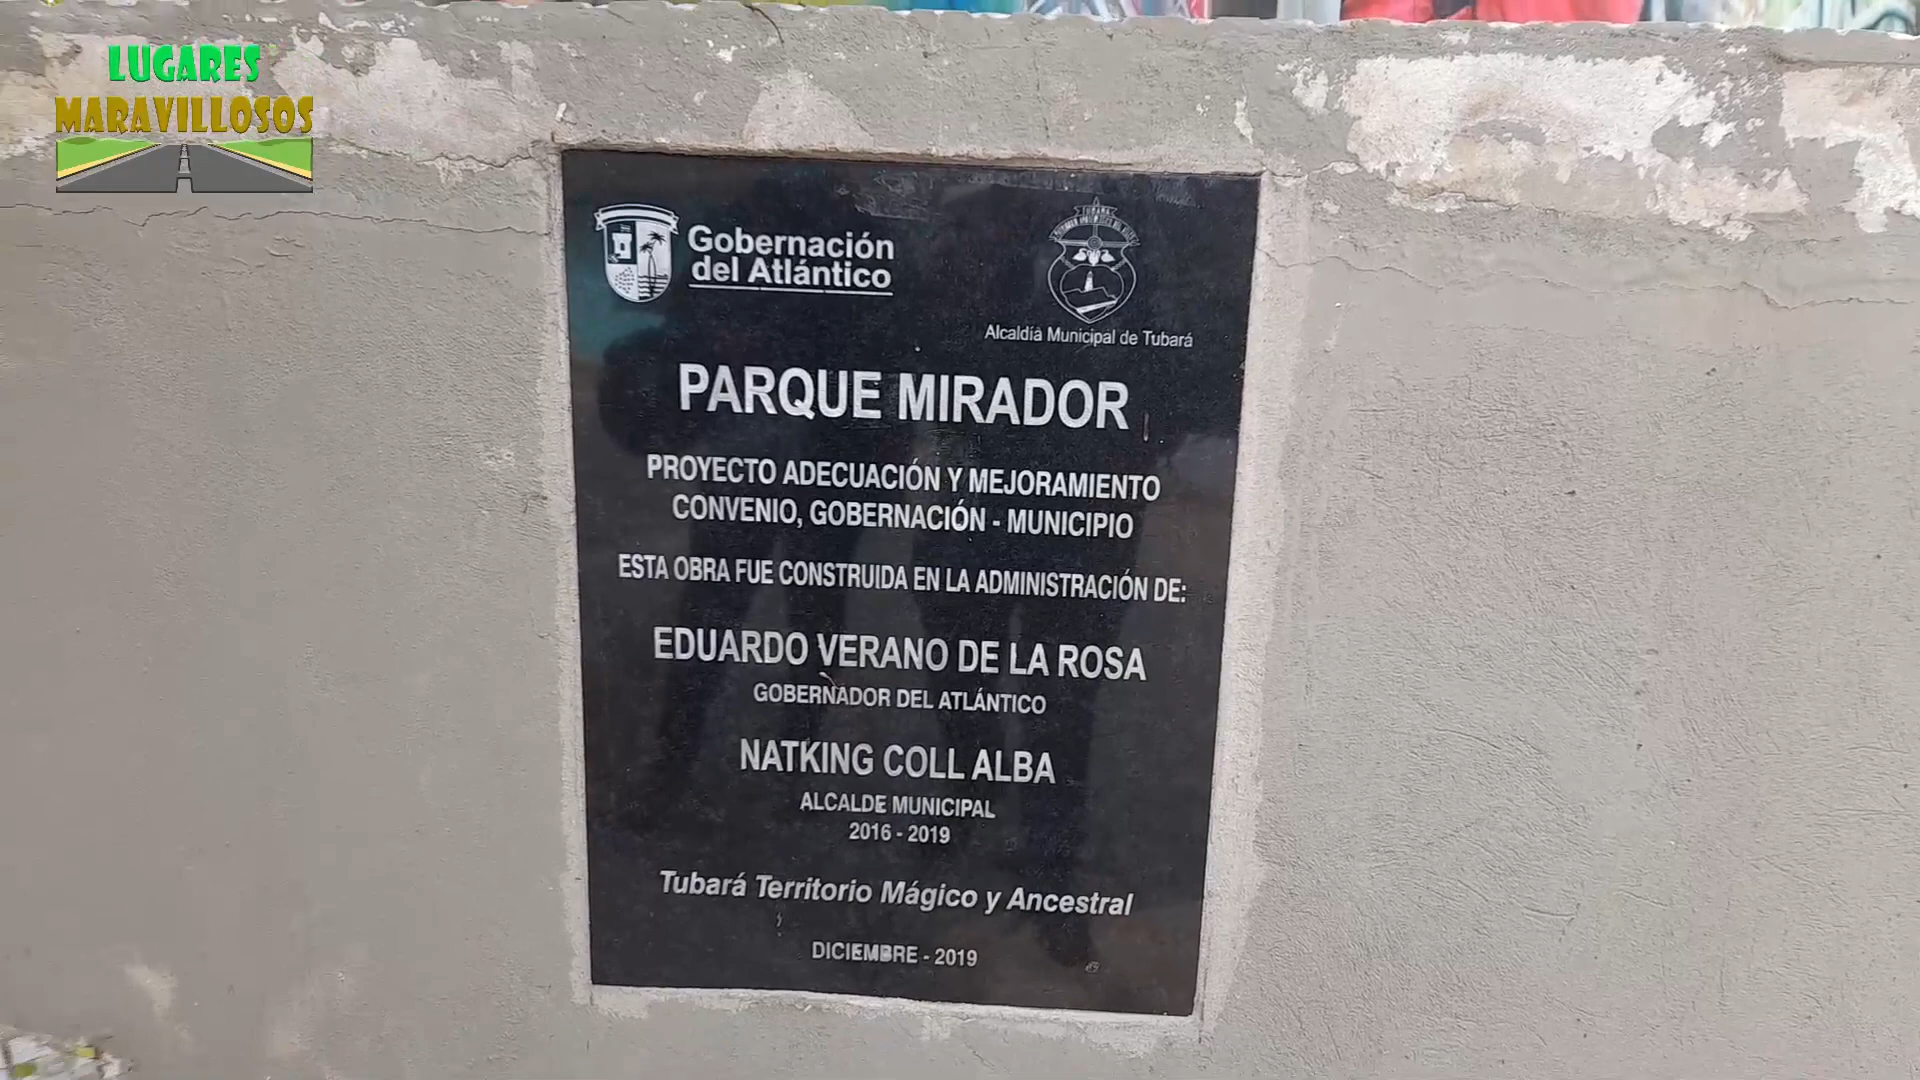 LUGARES
MARAVILLOSOS
Gobernación
del Atlántico
TUBARÁ
Alcaldía Municipal de Tubará
PARQUE MIRADOR
PROYECTO ADECUACIÓN Y MEJORAMIENTO
CONVENIO, GOBERNACIÓN - MUNICIPIO
ESTA OBRA FUE CONSTRUIDA EN LA ADMINISTRACIÓN DE:
EDUARDO VERANO DE LA ROSA
GOBERNADOR DEL ATLÁNTICO
NATKING COLL ALBA
ALCALDE MUNICIPAL
2016 - 2019
Tubará Territorio Mágico y Ancestral
DICIEMBRE - 2019